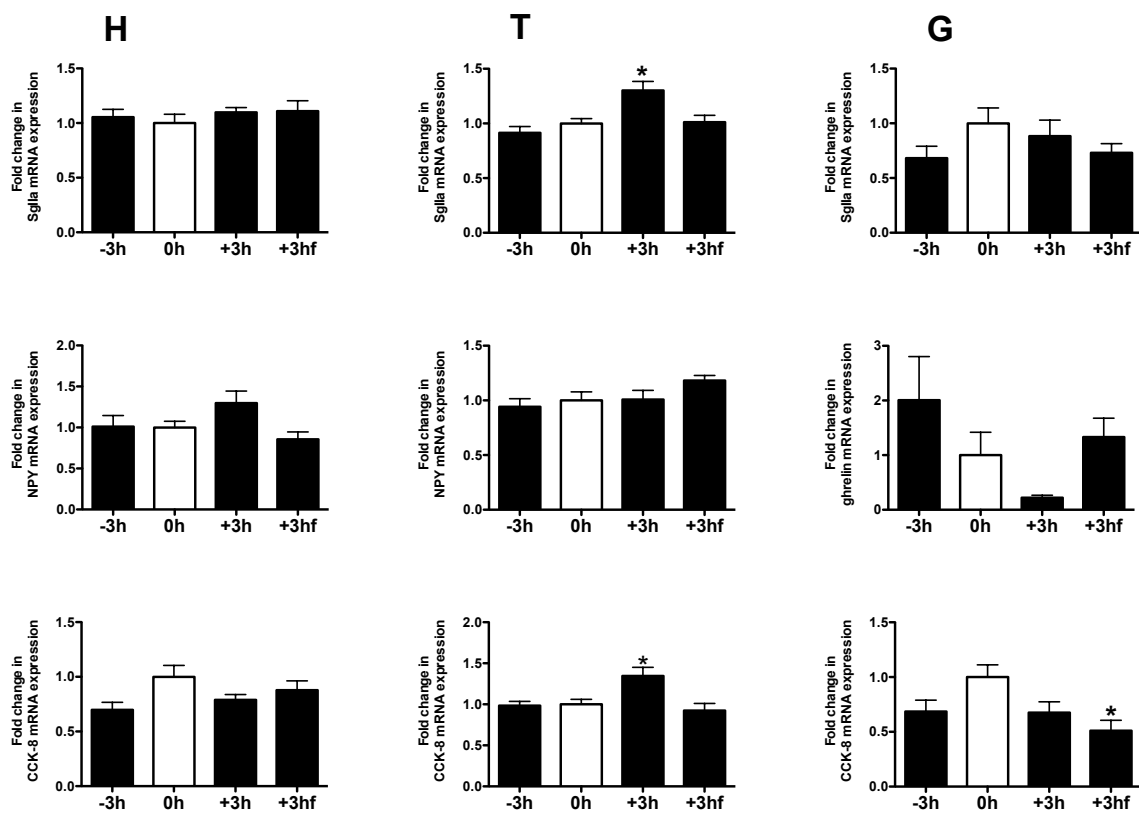 H T G
Fold change in
SgIIa mRNA expression
1.5
1.0
0.5
0.0
-3h 0h +3h +3hf
Fold change in
SgIIa mRNA expression
1.5
1.0
0.5
0.0
*
-3h 0h +3h +3hf
Fold change in
SgIIa mRNA expression
1.5
1.0
0.5
0.0
-3h 0h +3h +3hf
Fold change in
NPY mRNA expression
2.0
1.5
1.0
0.5
0.0
-3h 0h +3h +3hf
Fold change in
NPY mRNA expression
1.5
1.0
0.5
0.0
-3h 0h +3h +3hf
Fold change in
ghrelin mRNA expression
3
2
1
0
-3h 0h +3h +3hf
Fold change in
CCK-8 mRNA expression
1.5
1.0
0.5
0.0
-3h 0h +3h +3hf
Fold change in
CCK-8 mRNA expression
2.0
1.5
1.0
0.5
0.0
*
-3h 0h +3h +3hf
Fold change in
CCK-8 mRNA expression
1.5
1.0
0.5
0.0
*
-3h 0h +3h +3hf